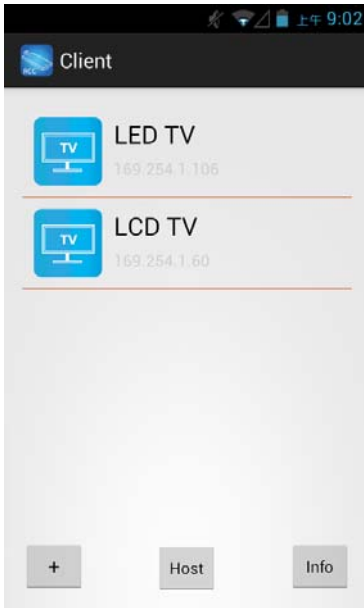 上午 9:02
ACC
Client
TV
LED TV
169.254.1.106
TV
LCD TV
169.254.1.60
+
Host
Info